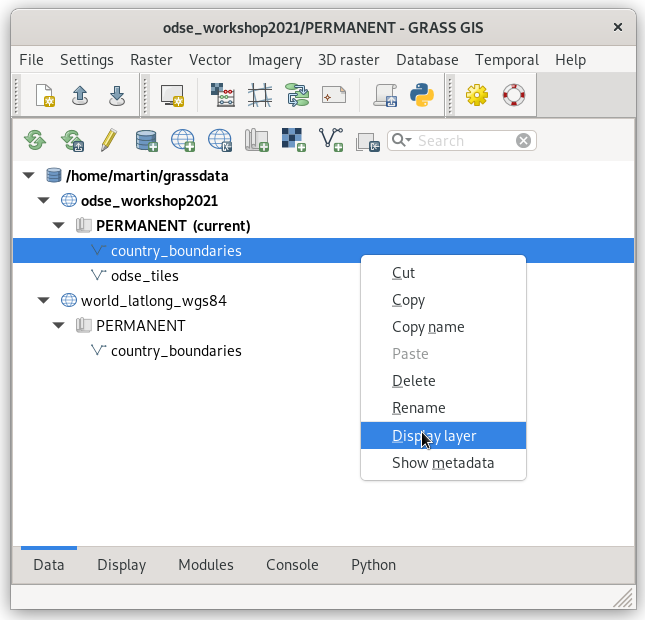 odse_workshop2021/PERMANENT - GRASS GIS
File Settings Raster Vector Imagery 3D raster Database Temporal Help
Search
/home/martin/grassdata
odse_workshop2021
PERMANENT (current)
country_boundaries
odse_tiles
world_latlong_wgs84
PERMANENT
country_boundaries
Cut
Copy
Copy name
Paste
Delete
Rename
Display layer
Show metadata
Data Display Modules Console Python